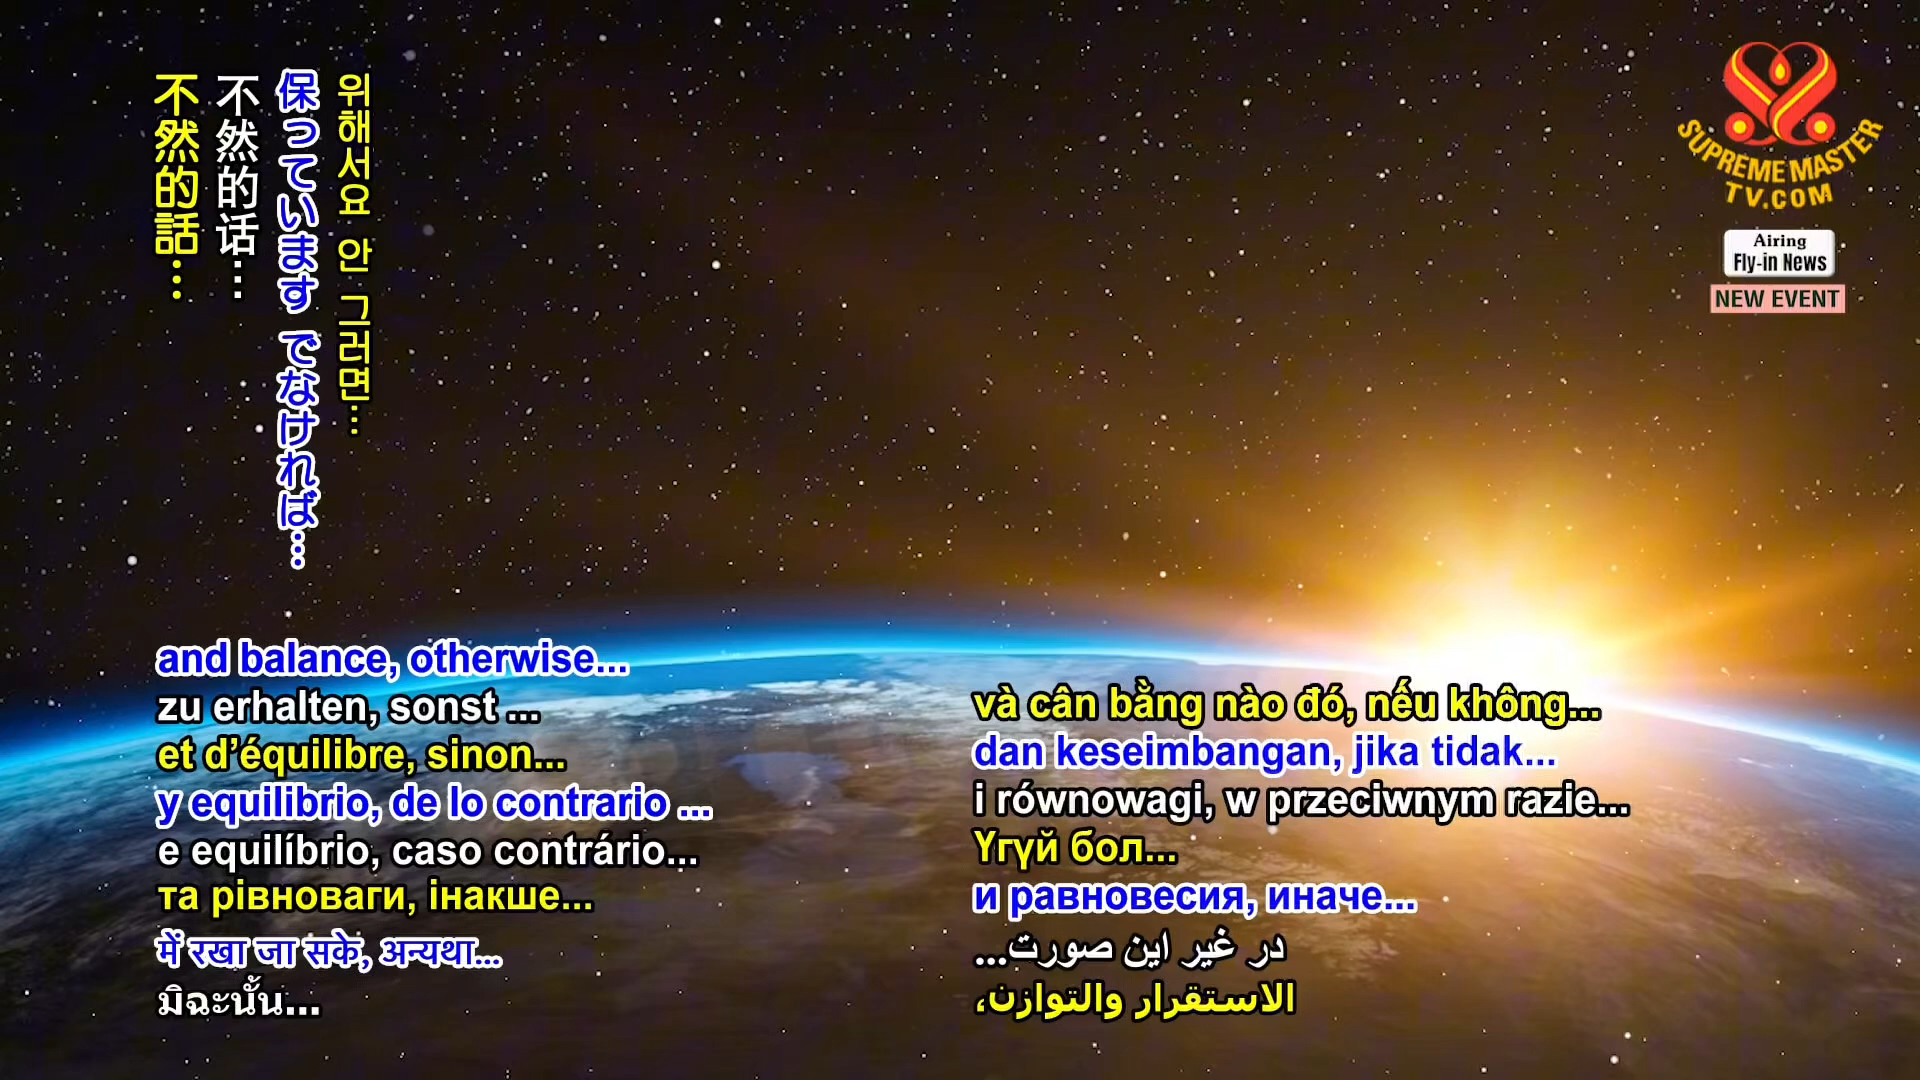 위해서요 안 그러면…
保っています でなければ…
不然的话…
不然的話…
SUPREME MASTER
TV.COM
Airing
Fly-in News
NEW EVENT
and balance, otherwise...
zu erhalten, sonst ...
et d’équilibre, sinon...
y equilibrio, de lo contrario ...
e equilíbrio, caso contrário...
та рівноваги, інакше...
में रखा जा सके, अन्यथा...
มิฉะนั้น...
và cân bằng nào đó, nếu không...
dan keseimbangan, jika tidak...
i równowagi, w przeciwnym razie...
Үгүй бол...
и равновесия, иначе...
در غیر این صورت...
الاستقرار والتوازن،